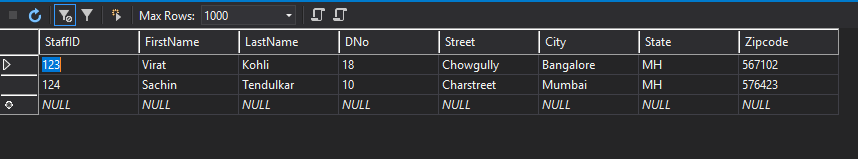 Max Rows: 1000
StaffID FirstName LastName DNo Street City State Zipcode
123 Virat Kohli 18 Chowgully Bangalore MH 567102
124 Sachin Tendulkar 10 Charstreet Mumbai MH 576423
NULL NULL NULL NULL NULL NULL NULL NULL